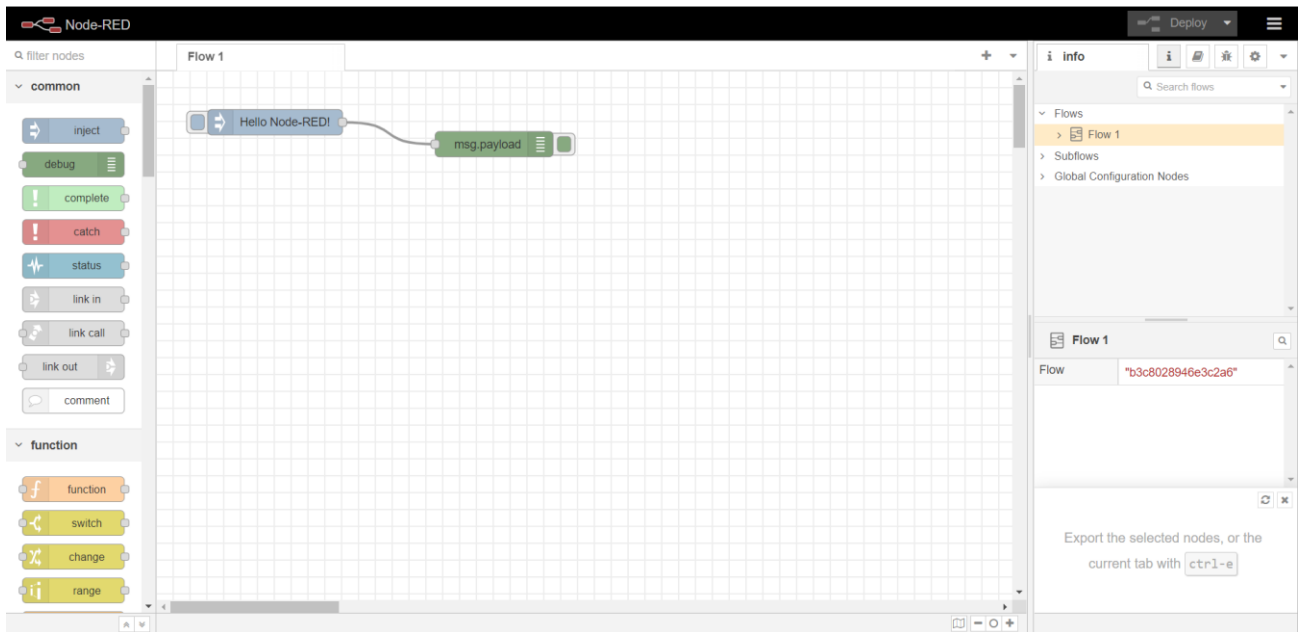 Node-RED
Deploy
filter nodes
common
inject
debug
complete
catch
status
link in
link call
link out
comment
function
function
switch
change
range
Flow 1
Hello Node-RED!
msg.payload
info
Search flows
Flows
Flow 1
Subflows
Global Configuration Nodes
Flow 1
Flow "b3c8028946e3c2a6"
Export the selected nodes, or the
current tab with ctrl-e